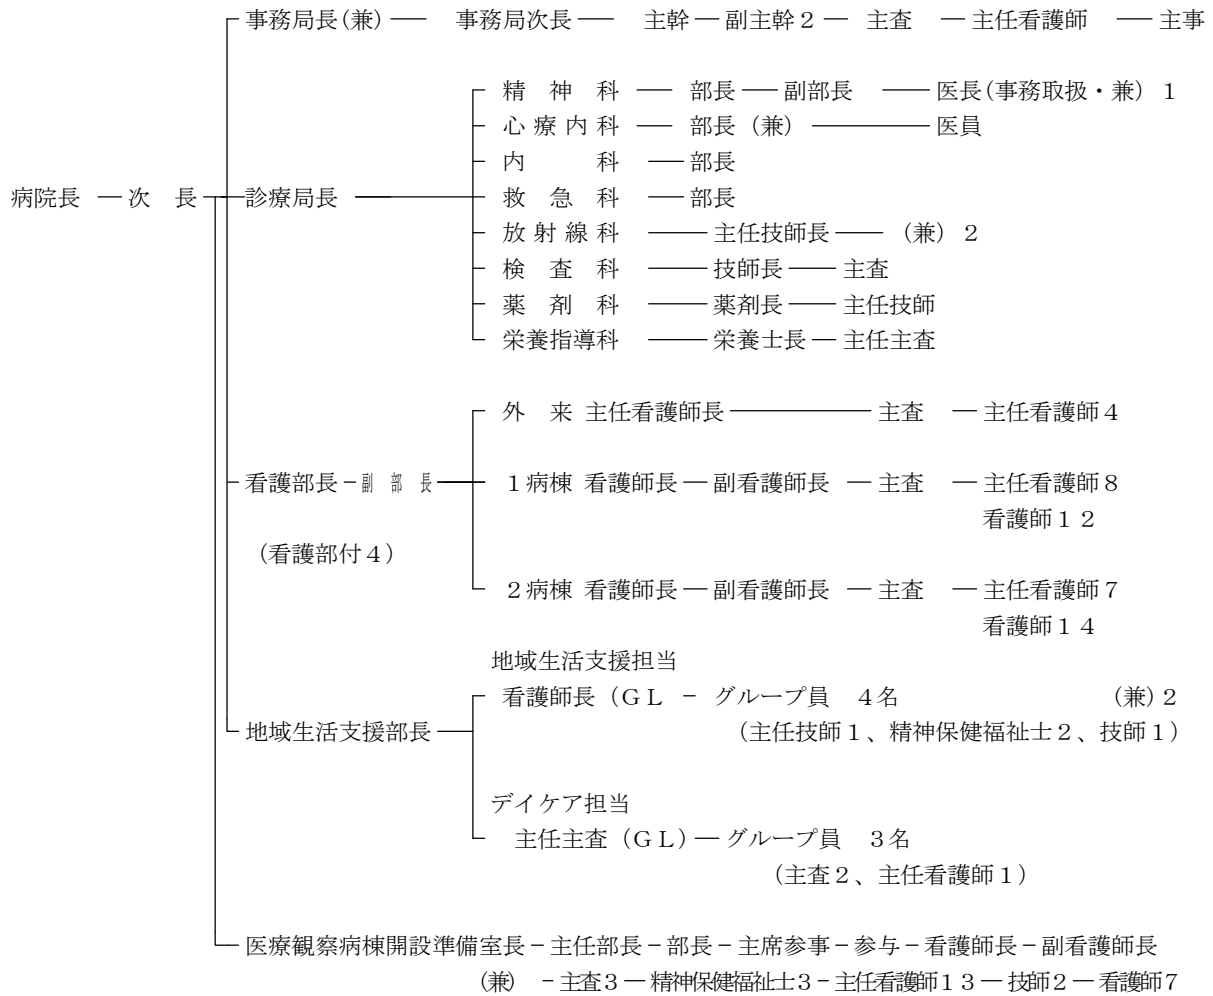 事務局長(兼) ― 事務局次長 ― 主幹 ― 副主幹２ ― 主査 ― 主任看護師 ― 主事
精神科 ― 部長 ― 副部長 ― 医長(事務取扱・兼) １
心療内科 ― 部長 (兼) ― 医員
内科 ― 部長
病院長 ― 次長 診療局長 ― 救急科 ― 部長
放射線科 ― 主任技師長 ― (兼) ２
検査科 ― 技師長 ― 主査
薬剤科 ― 薬剤長 ― 主任技師
栄養指導科 ― 栄養士長 ― 主任主査
外来 主任看護師長 ― 主査 ― 主任看護師４
看護部長－副部長 ― １病棟 看護師長 ― 副看護師長 ― 主査 ― 主任看護師８
看護師１２
(看護部付４)
２病棟 看護師長 ― 副看護師長 ― 主査 ― 主任看護師７
看護師１４
地域生活支援担当
看護師長 (ＧＬ － グループ員 ４名 (兼)２
地域生活支援部長 ― (主任技師１、精神保健福祉士２、技師１)
デイケア担当
主任主査 (ＧＬ) ― グループ員 ３名
(主査２、主任看護師１)
医療観察病棟開設準備室長－主任部長－部長－主席参事－参与－看護師長－副看護師長
(兼) －主査３―精神保健福祉士３－主任看護師１３―技師２―看護師７